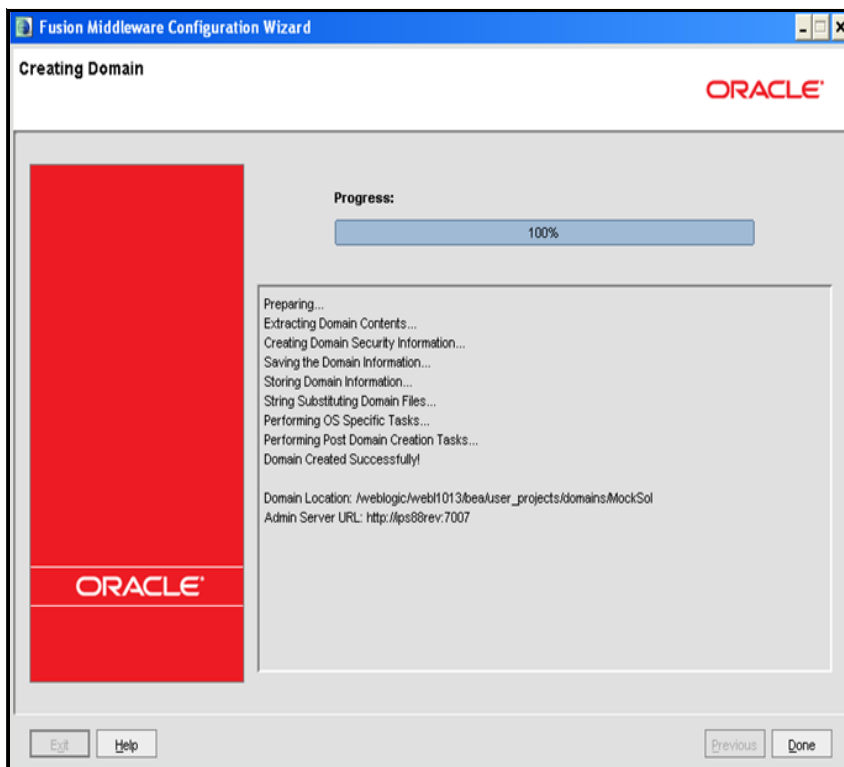 Fusion Middleware Configuration Wizard
Creating Domain
ORACLE
Progress:
100%
Preparing...
Extracting Domain Contents...
Creating Domain Security Information...
Saving the Domain Information...
Storing Domain Information...
String Substituting Domain Files...
Performing OS Specific Tasks...
Performing Post Domain Creation Tasks...
Domain Created Successfully!
Domain Location: /weblogic/webl1013/bea/user_projects/domains/MockSol
Admin Server URL: http://ips88rev:7007
ORACLE
Exit
Help
Previous
Done